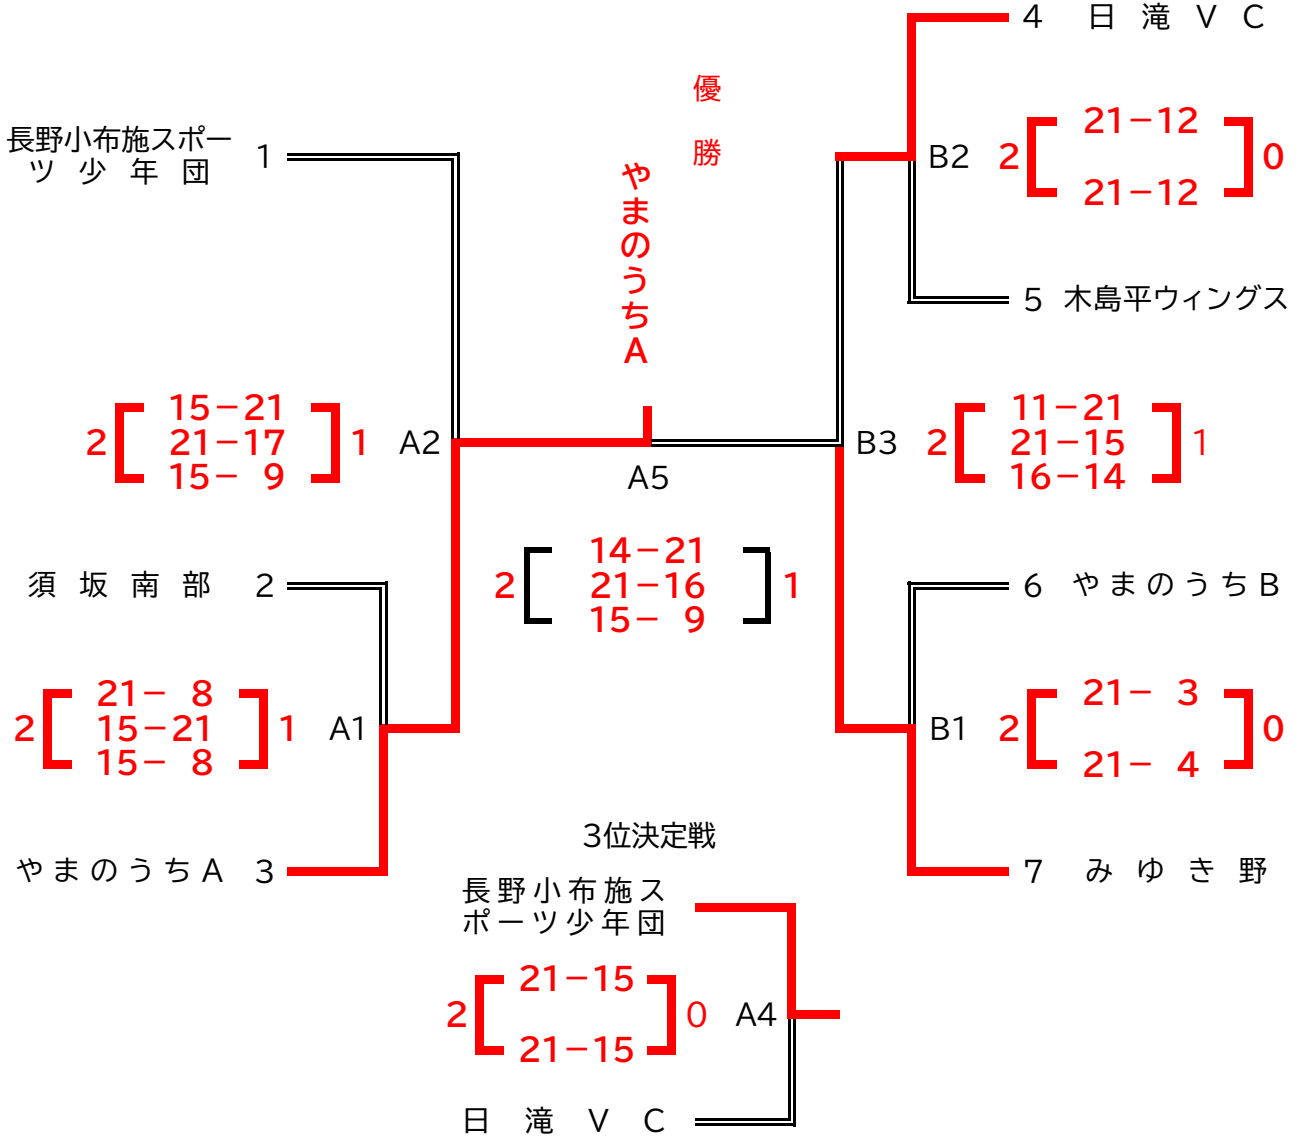 4 日滝VC
優勝
やまのうちA
長野小布施スポー
ツ少年団
1
B2
2
21-12
21-12
0
5 木島平ウィングス
2
15-21
21-17
15- 9
1
A2
A5
B3
2
11-21
21-15
16-14
1
2
14-21
21-16
15- 9
1
須坂南部 2
6 やまのうちB
2
21- 8
15-21
15- 8
1
A1
B1
2
21- 3
21- 4
0
やまのうちA 3
7 みゆき野
3位決定戦
長野小布施ス
ポーツ少年団
2
21-15
21-15
0
A4
日滝VC